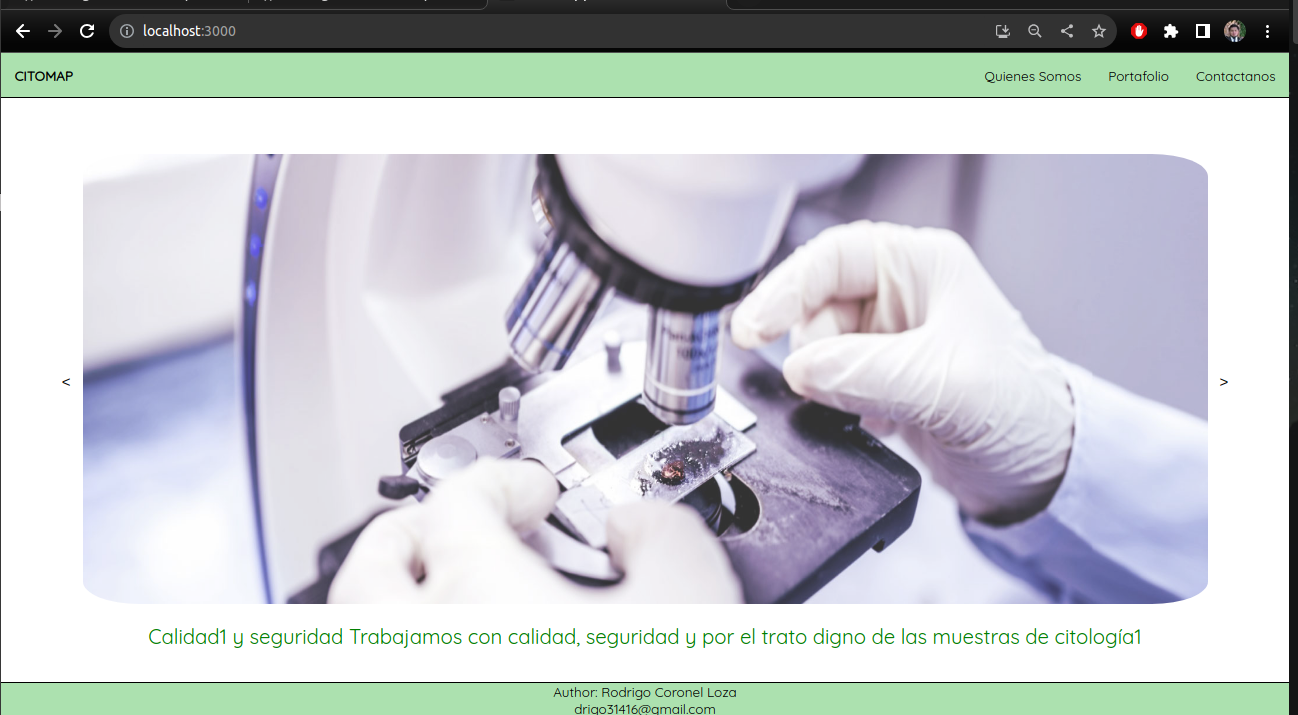 localhost:3000
CITOMAP
Quienes Somos Portafolio Contactanos
<
>
Calidad1 y seguridad Trabajamos con calidad, seguridad y por el trato digno de las muestras de citología1
Author: Rodrigo Coronel Loza
drigo31416@gmail.com